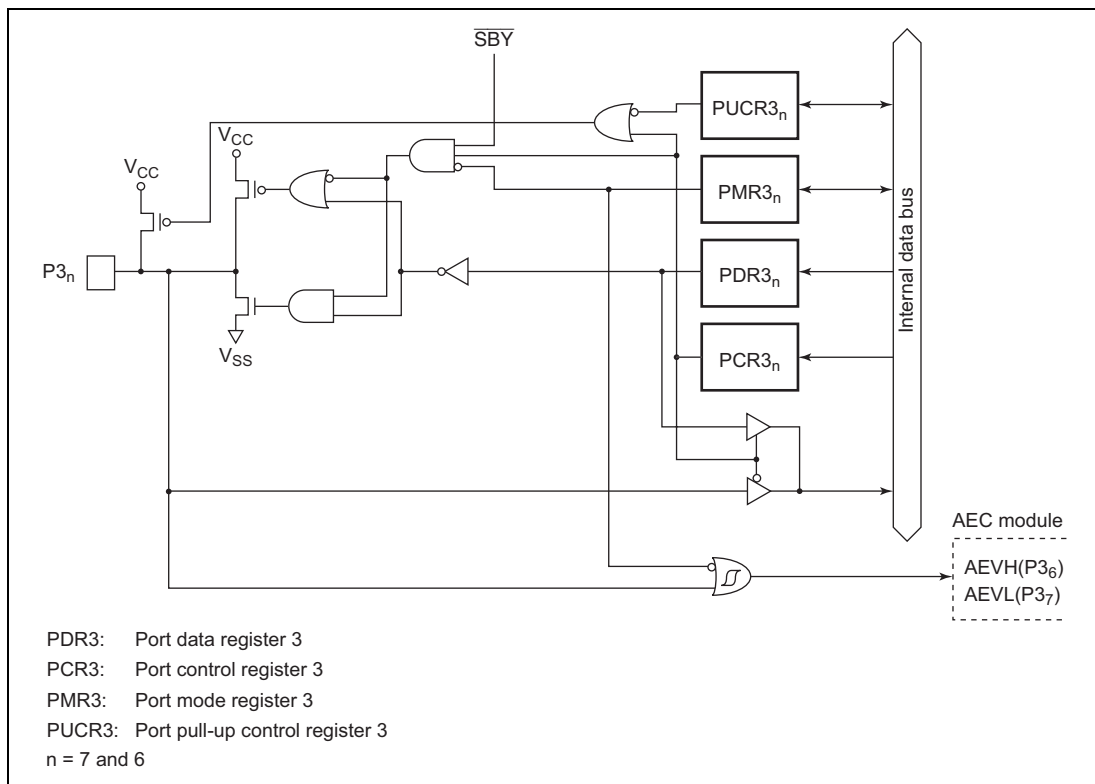 SBY
PUCR3n
VCC
VCC
PMR3n
P3n
PDR3n
VSS
PCR3n
Internal data bus
AEC module
AEVH(P36)
AEVL(P37)
PDR3: Port data register 3
PCR3: Port control register 3
PMR3: Port mode register 3
PUCR3: Port pull-up control register 3
n = 7 and 6